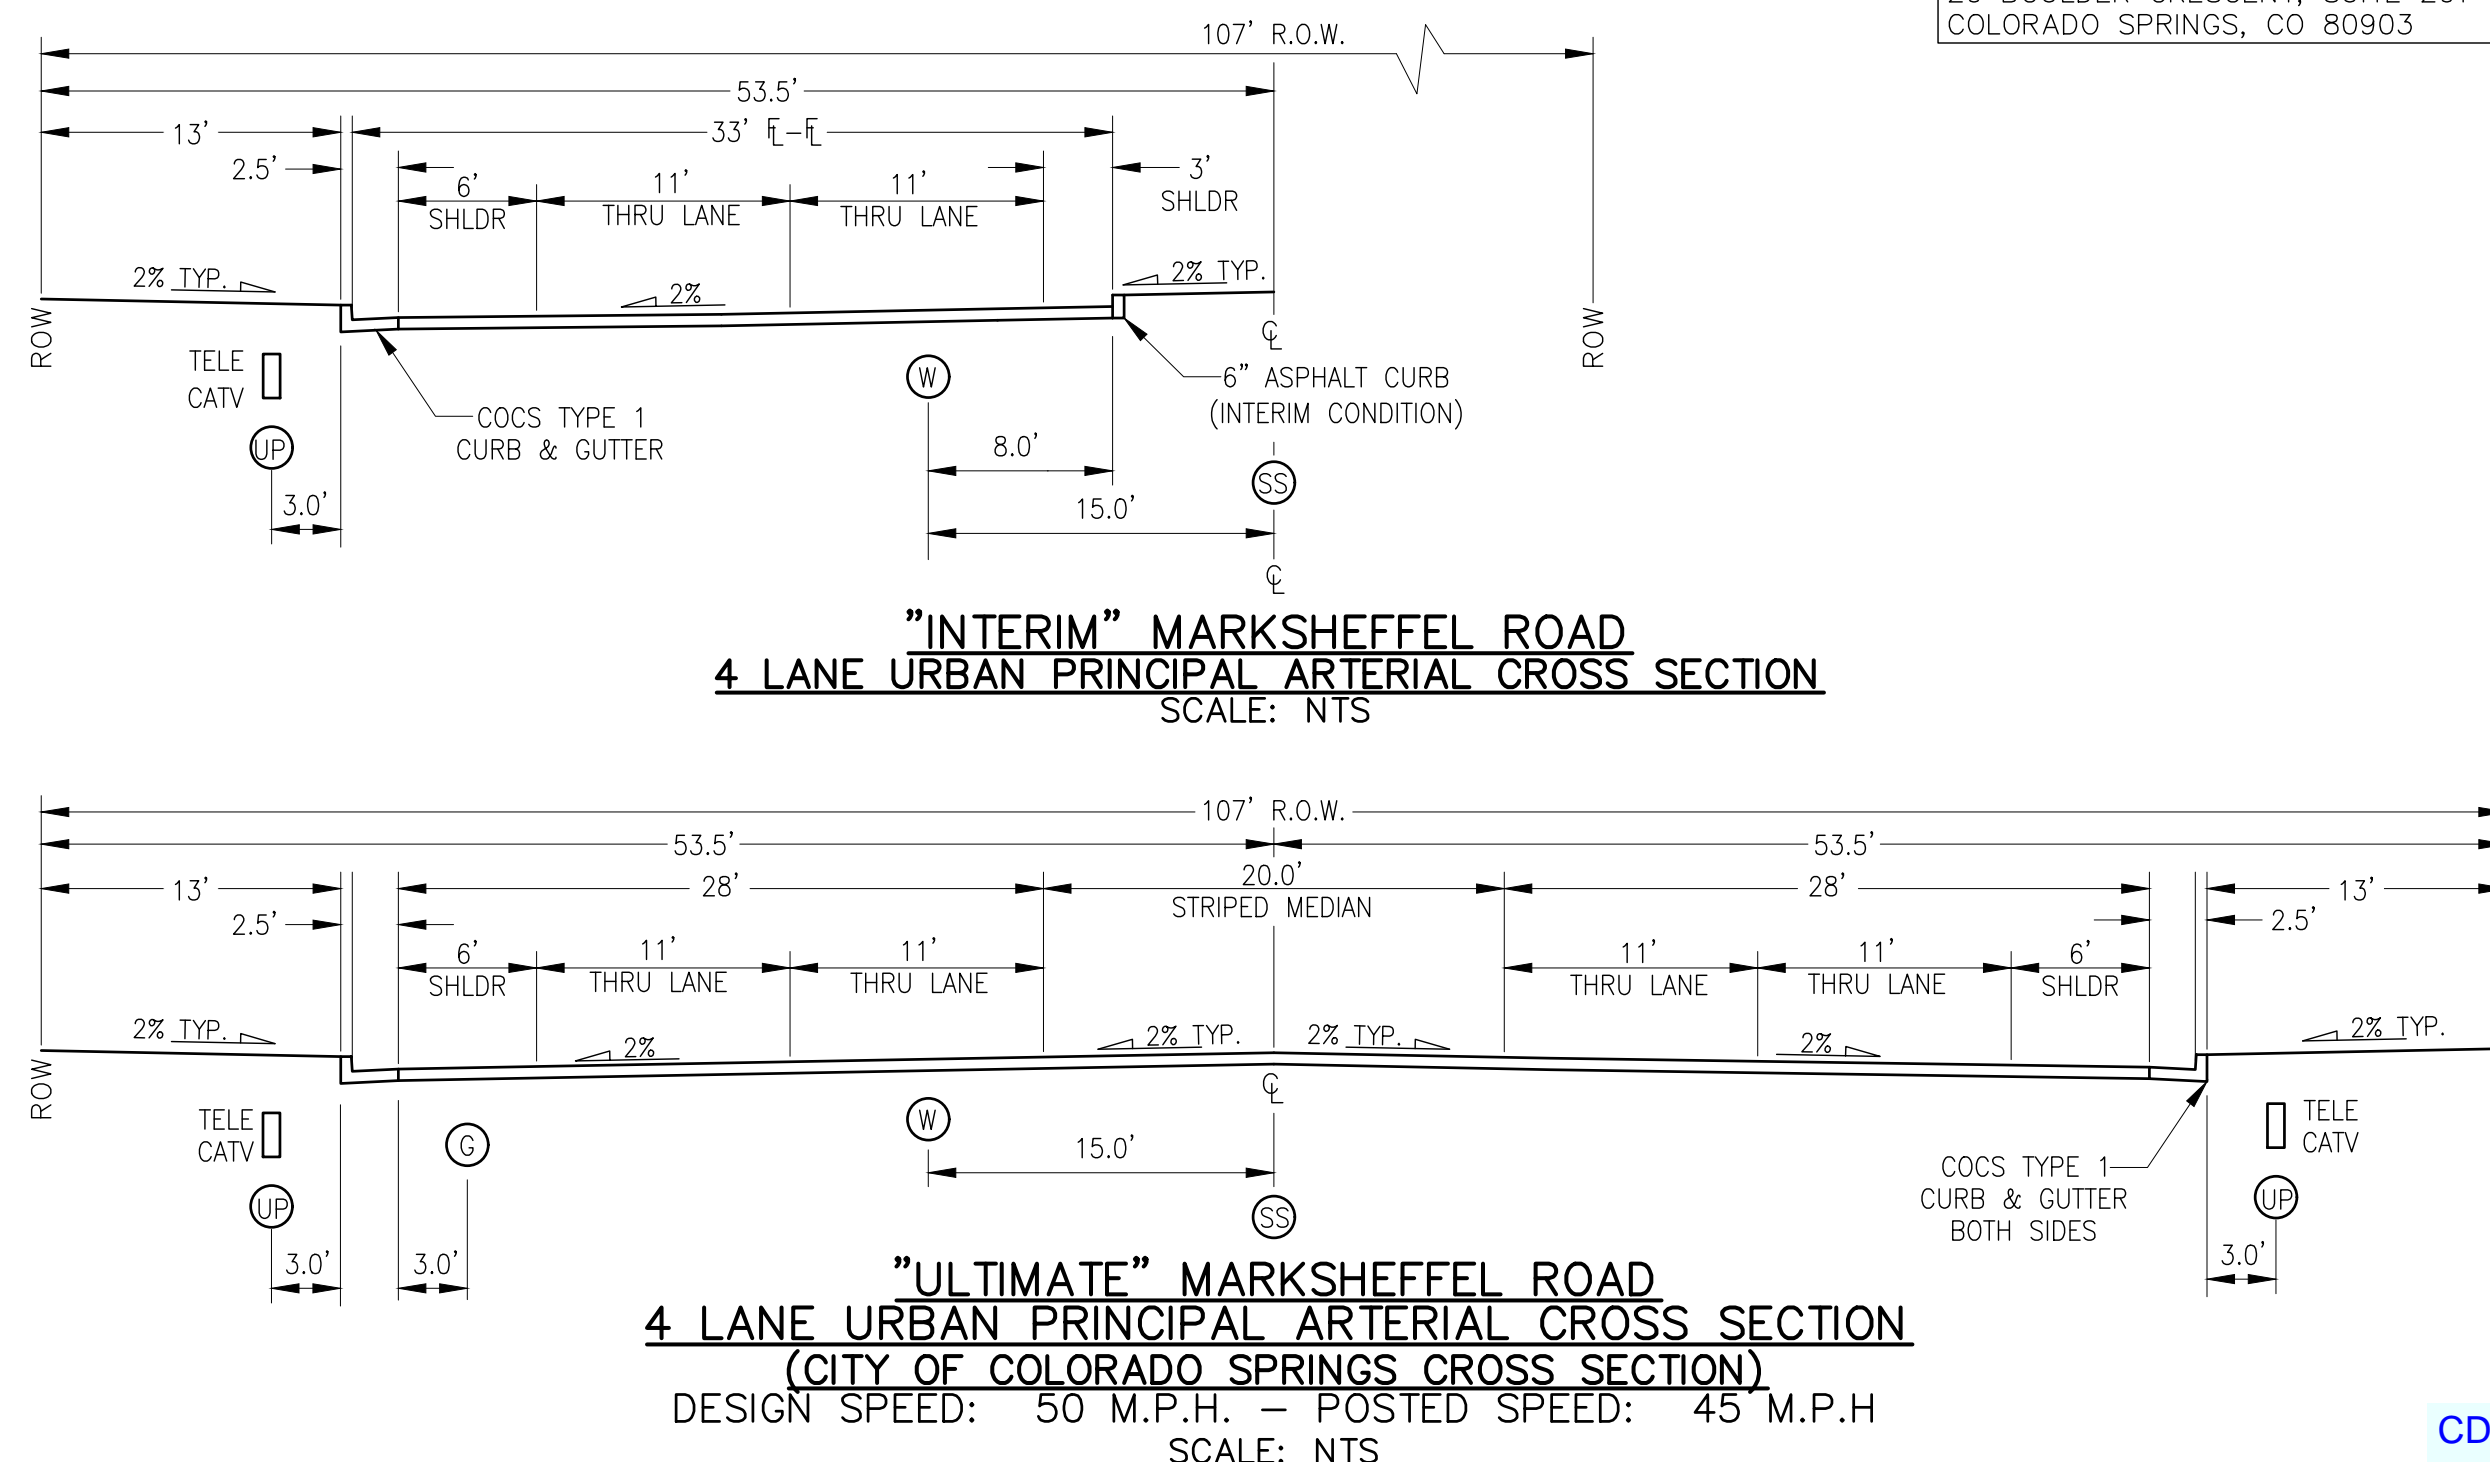 COLORADO SPRINGS, CO 80903
107' R.O.W.
53.5'
13'
33' FL-FL
2.5'
6'
SHLDR
11'
THRU LANE
11'
THRU LANE
3'
SHLDR
2% TYP.
2%
2% TYP.
ROW
ROW
TELE
CATV
UP
3.0'
COCS TYPE 1
CURB & GUTTER
W
8.0'
15.0'
CL
6" ASPHALT CURB
(INTERIM CONDITION)
SS
CL
"INTERIM" MARKSHEFFEL ROAD
4 LANE URBAN PRINCIPAL ARTERIAL CROSS SECTION
SCALE: NTS
107' R.O.W.
53.5'
53.5'
13'
28'
20.0'
STRIPED MEDIAN
28'
13'
2.5'
2.5'
6'
SHLDR
11'
THRU LANE
11'
THRU LANE
11'
THRU LANE
11'
THRU LANE
6'
SHLDR
2% TYP.
2%
2% TYP.
2% TYP.
2%
2% TYP.
ROW
CL
TELE
CATV
G
W
15.0'
SS
UP
3.0'
3.0'
COCS TYPE 1
CURB & GUTTER
BOTH SIDES
TELE
CATV
UP
3.0'
"ULTIMATE" MARKSHEFFEL ROAD
4 LANE URBAN PRINCIPAL ARTERIAL CROSS SECTION
(CITY OF COLORADO SPRINGS CROSS SECTION)
DESIGN SPEED: 50 M.P.H. - POSTED SPEED: 45 M.P.H
SCALE: NTS
CD